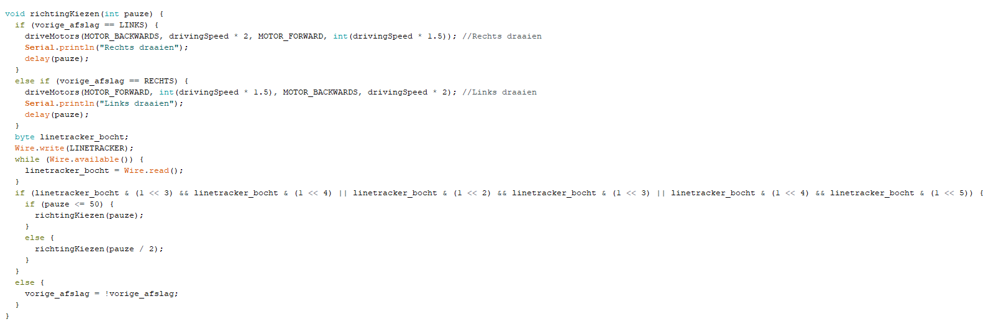 void richtingKiezen(int pauze) {
  if (vorige_afslag == LINKS) {
    driveMotors(MOTOR_BACKWARDS, drivingSpeed * 2, MOTOR_FORWARD, int(drivingSpeed * 1.5)); //Rechts draaien
    Serial.println("Rechts draaien");
    delay(pauze);
  }
  else if (vorige_afslag == RECHTS) {
    driveMotors(MOTOR_FORWARD, int(drivingSpeed * 1.5), MOTOR_BACKWARDS, drivingSpeed * 2); //Links draaien
    Serial.println("Links draaien");
    delay(pauze);
  }
  byte linetracker_bocht;
  Wire.write(LINETRACKER);
  while (Wire.available()) {
    linetracker_bocht = Wire.read();
  }
  if (linetracker_bocht & (1 << 3) && linetracker_bocht & (1 << 4) || linetracker_bocht & (1 << 2) && linetracker_bocht & (1 << 3) || linetracker_bocht & (1 << 4) && linetracker_bocht & (1 << 5)) {
    if (pauze <= 50) {
      richtingKiezen(pauze);
    }
    else {
      richtingKiezen(pauze / 2);
    }
  }
  else {
    vorige_afslag = !vorige_afslag;
  }
}